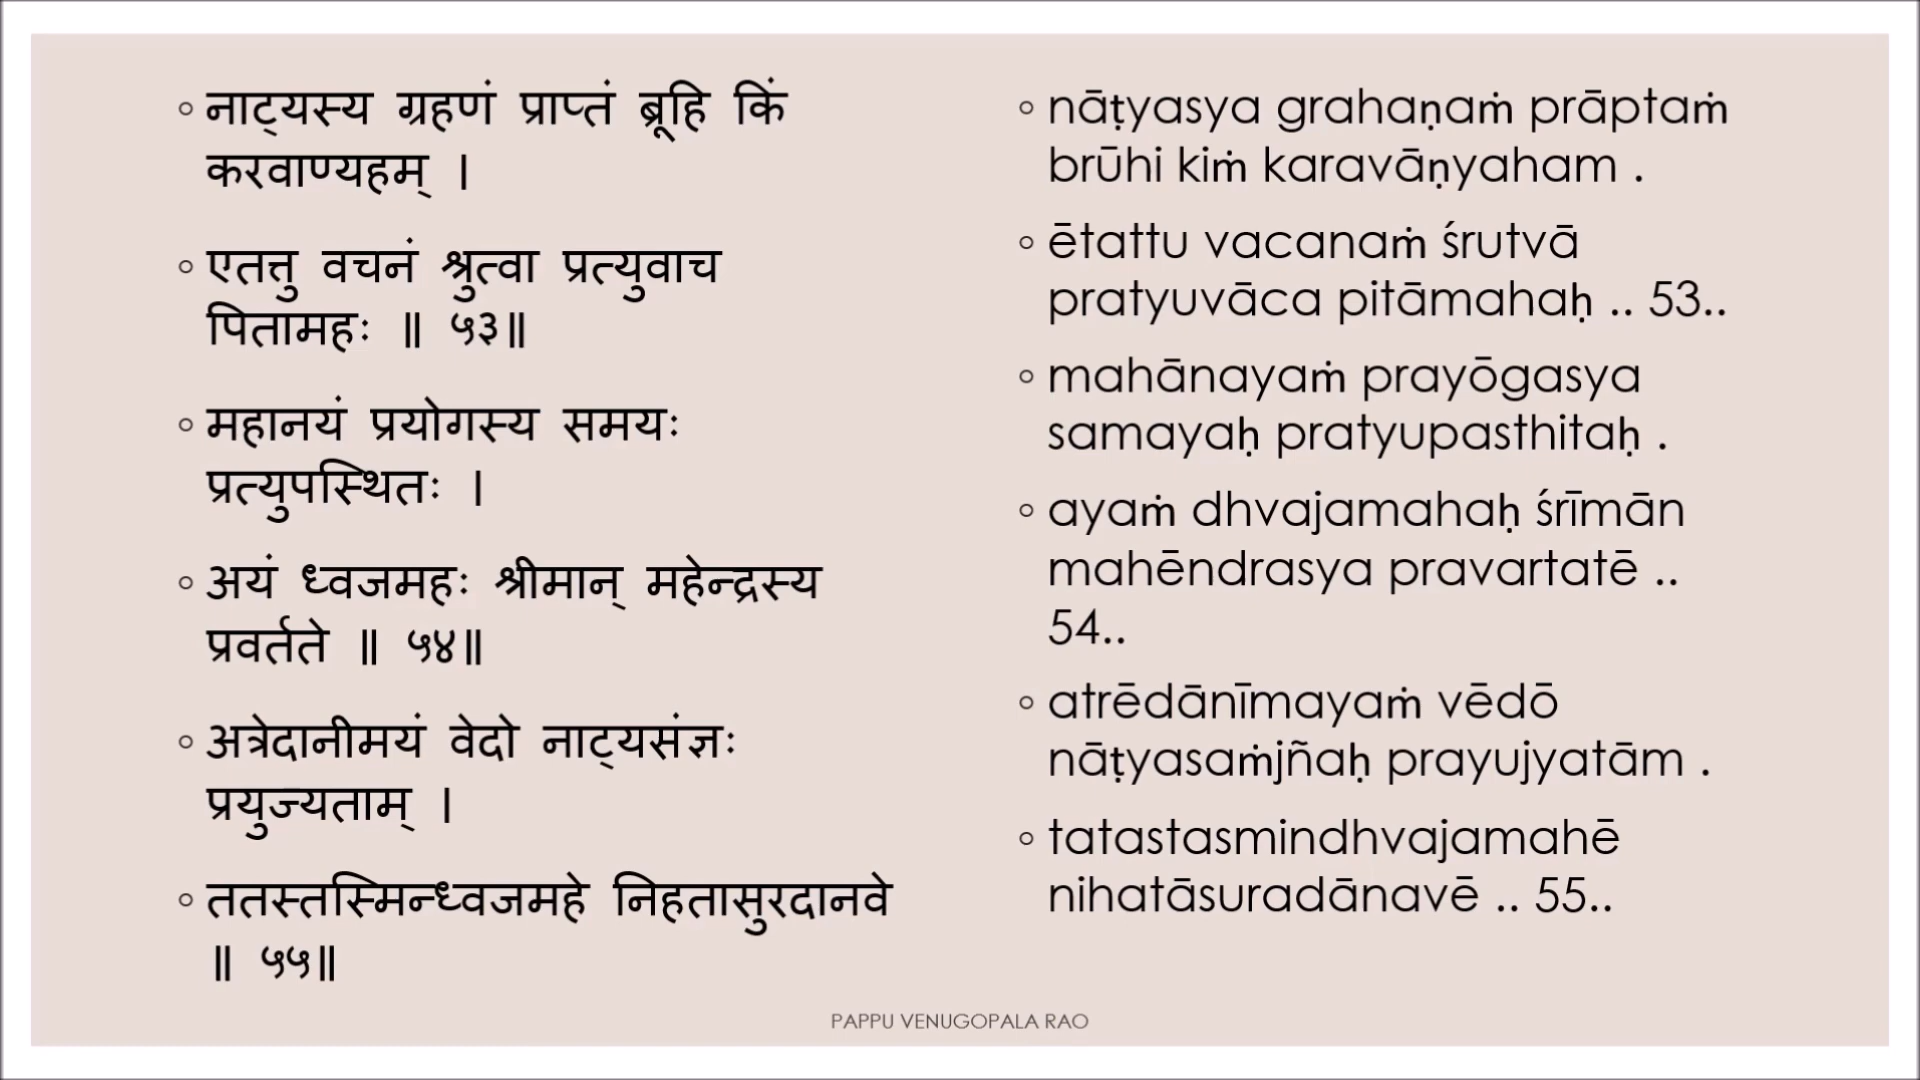 ◦ नाट्यस्य ग्रहणं प्राप्तं ब्रूहि किं
करवाण्यहम् ।
◦ एतत्तु वचनं श्रुत्वा प्रत्युवाच
पितामहः ॥ ५३॥
◦ महानयं प्रयोगस्य समयः
प्रत्युपस्थितः ।
◦ अयं ध्वजमहः श्रीमान् महेन्द्रस्य
प्रवर्तते ॥ ५४॥
◦ अत्रेदानीमयं वेदो नाट्यसंज्ञः
प्रयुज्यताम् ।
◦ ततस्तस्मिन्ध्वजमहे निहतासुरदानवे
॥ ५५॥
◦ nāṭyasya grahaṇaṁ prāptaṁ
brūhi kiṁ karavāṇyaham .
◦ ētattu vacanaṁ śrutvā
pratyuvāca pitāmahaḥ .. 53..
◦ mahānayaṁ prayōgasya
samayaḥ pratyupasthitaḥ .
◦ ayaṁ dhvajamahaḥ śrīmān
mahēndrasya pravartatē ..
54..
◦ atrēdānīmayaṁ vēdō
nāṭyasaṁjñaḥ prayujyatām .
◦ tatastasmindhvajamahē
nihatāsuradānavē .. 55..
PAPPU VENUGOPALA RAO